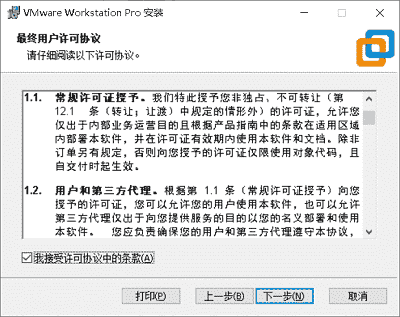 VMware Workstation Pro 安装
最终用户许可协议
请仔细阅读以下许可协议。
1.1. 常规许可证授予。我们特此授予您非独占、不可转让（第
12.1 条（转让；让渡）中规定的情形外）的许可证，允许您
仅出于内部业务运营目的且根据产品指南中的条款在适用区域
内部署本软件，并在许可证有效期内使用本软件和文档。除非
订单另有规定，否则向您授予的许可证仅限使用对象代码，且
自交付时起生效。
1.2. 用户和第三方代理。根据第 1.1 条（常规许可证授予）向您
授予的许可证，您可以允许您的用户使用本软件，也可以允许
第三方代理仅出于向您提供服务的目的以您的名义部署和使用
本软件。 您应负责确保您的用户和第三方代理遵守本协议，
我接受许可协议中的条款(A)
打印(P) 上一步(B) 下一步(N) 取消